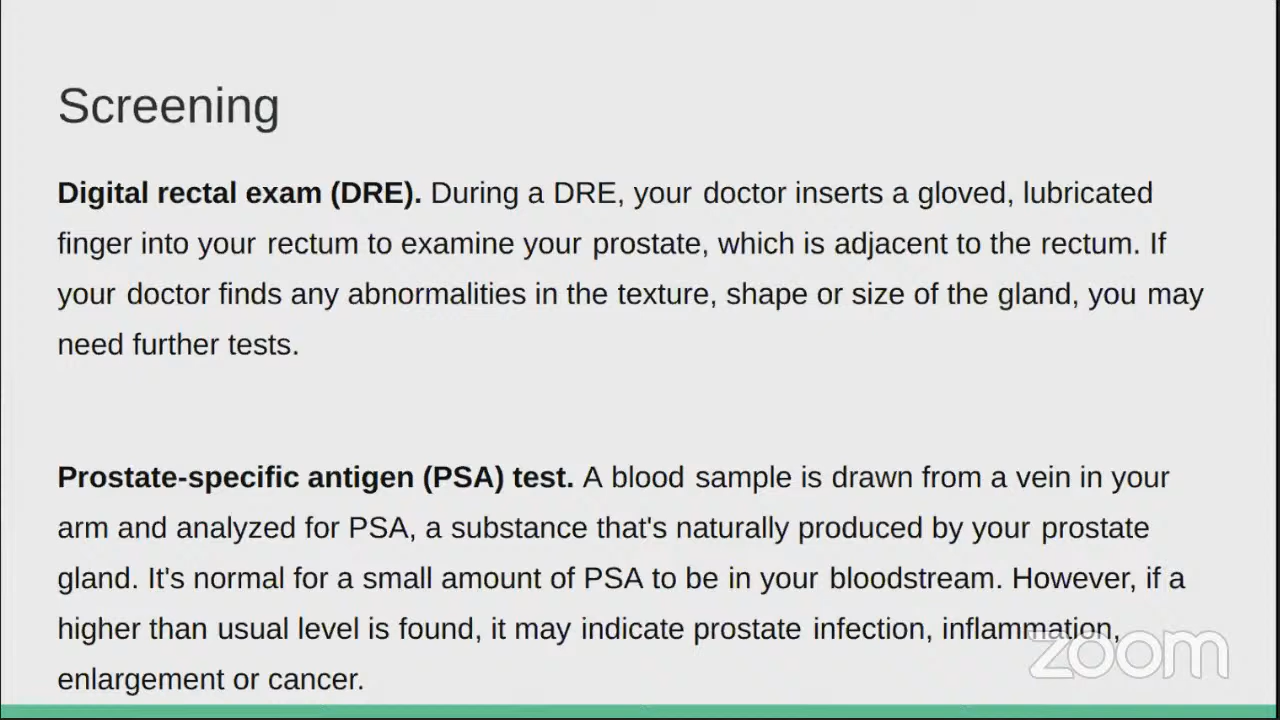 Screening
Digital rectal exam (DRE). During a DRE, your doctor inserts a gloved, lubricated
finger into your rectum to examine your prostate, which is adjacent to the rectum. If
your doctor finds any abnormalities in the texture, shape or size of the gland, you may
need further tests.
Prostate-specific antigen (PSA) test. A blood sample is drawn from a vein in your
arm and analyzed for PSA, a substance that's naturally produced by your prostate
gland. It's normal for a small amount of PSA to be in your bloodstream. However, if a
higher than usual level is found, it may indicate prostate infection, inflammation,
enlargement or cancer.
zoom